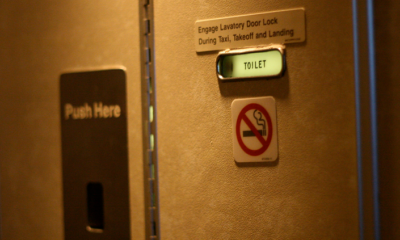 Engage Lavatory Door Lock
During Taxi, Takeoff and Landing
TOILET
Push Here